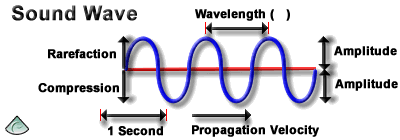 Sound Wave
Wavelength ( )
Rarefaction
Amplitude
Compression
Amplitude
1 Second
Propagation Velocity